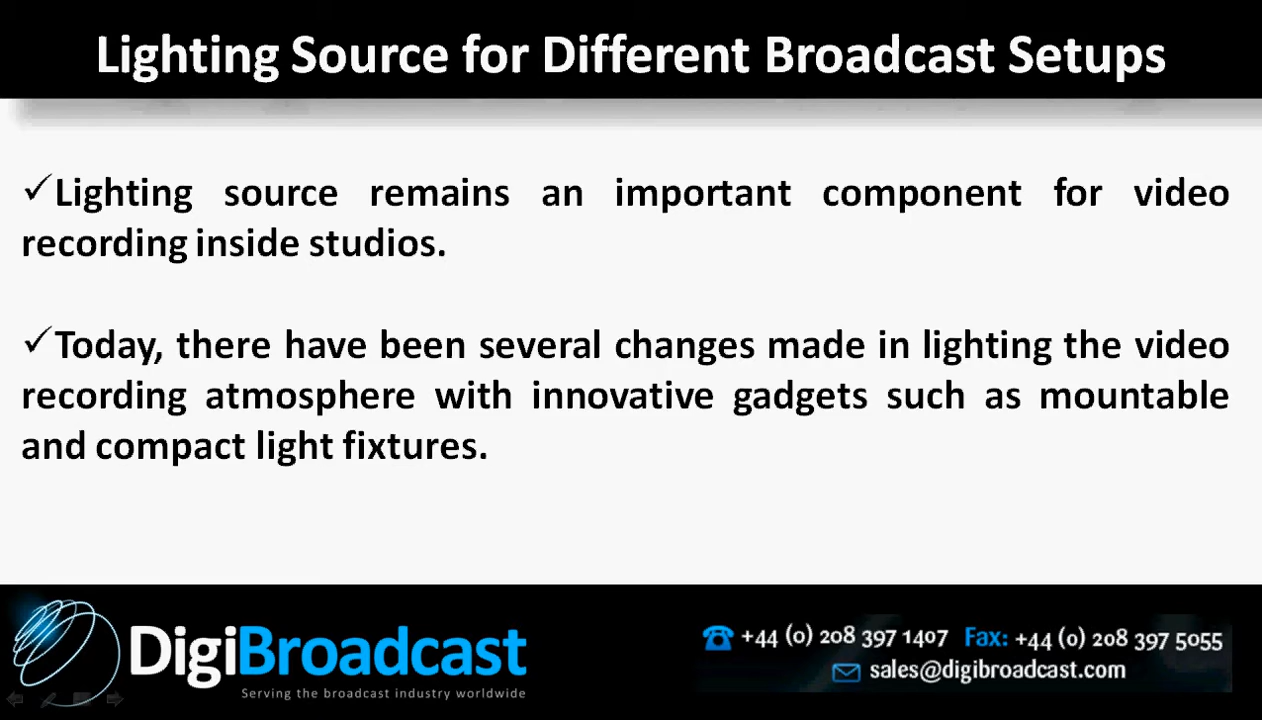 Lighting Source for Different Broadcast Setups
✓Lighting source remains an important component for video
recording inside studios.
✓Today, there have been several changes made in lighting the video
recording atmosphere with innovative gadgets such as mountable
and compact light fixtures.
DigiBroadcast
Serving the broadcast industry worldwide
☎ +44 (0) 208 397 1407 Fax: +44 (0) 208 397 5055
sales@digibroadcast.com